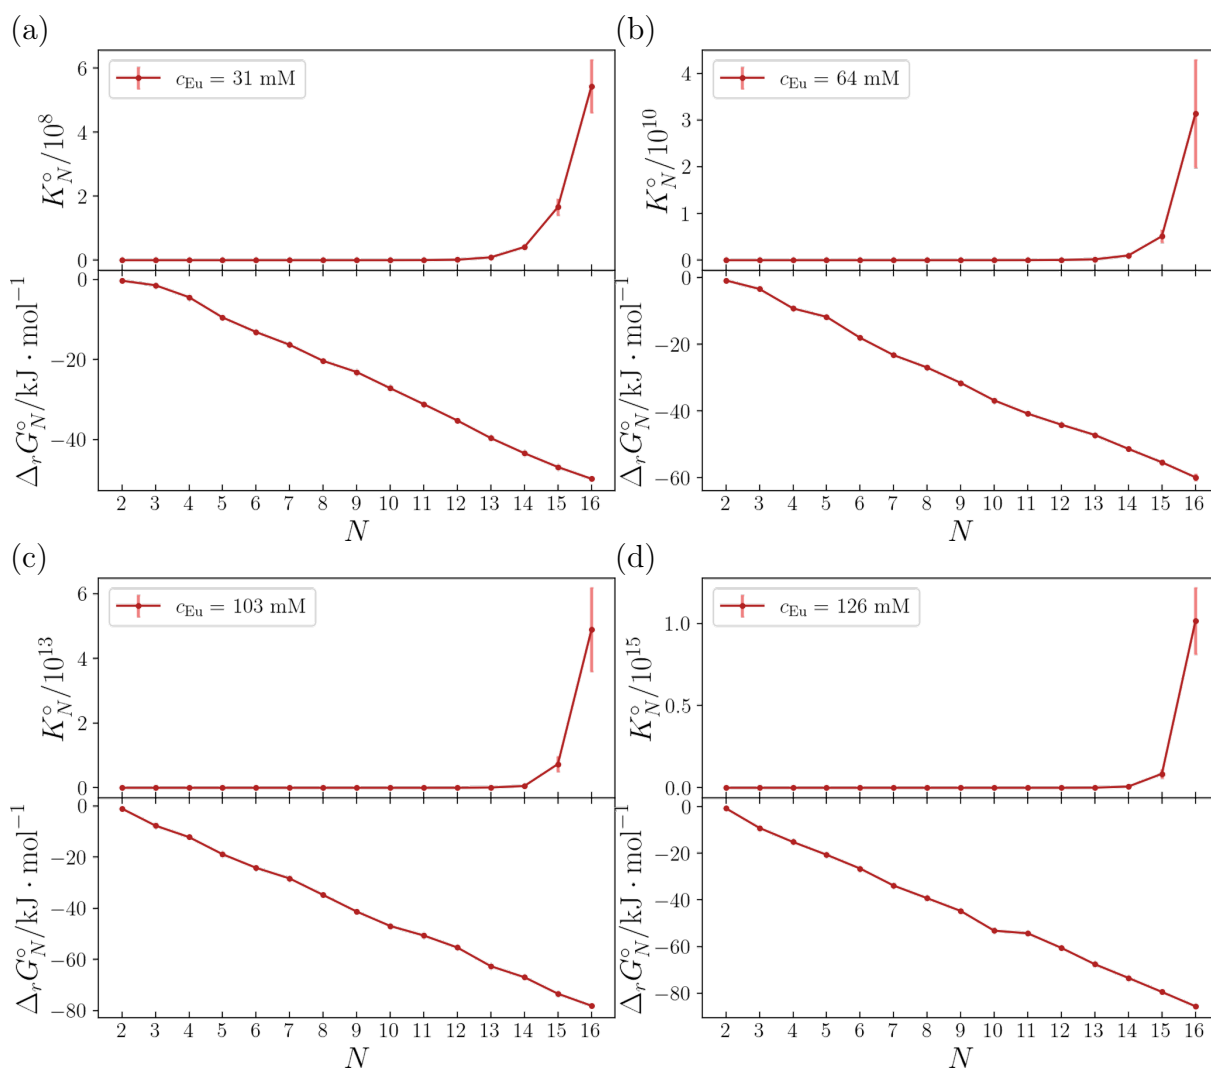 (a)
c_Eu = 31 mM
K°_N/10^8
6
4
2
0
Δ_rG°_N/kJ · mol^−1
0
−20
−40
2 3 4 5 6 7 8 9 10 11 12 13 14 15 16
N
(b)
c_Eu = 64 mM
K°_N/10^10
4
3
2
1
0
Δ_rG°_N/kJ · mol^−1
0
−20
−40
−60
2 3 4 5 6 7 8 9 10 11 12 13 14 15 16
N
(c)
c_Eu = 103 mM
K°_N/10^13
6
4
2
0
Δ_rG°_N/kJ · mol^−1
0
−20
−40
−60
−80
2 3 4 5 6 7 8 9 10 11 12 13 14 15 16
N
(d)
c_Eu = 126 mM
K°_N/10^15
1.0
0.5
0.0
Δ_rG°_N/kJ · mol^−1
0
−20
−40
−60
−80
2 3 4 5 6 7 8 9 10 11 12 13 14 15 16
N